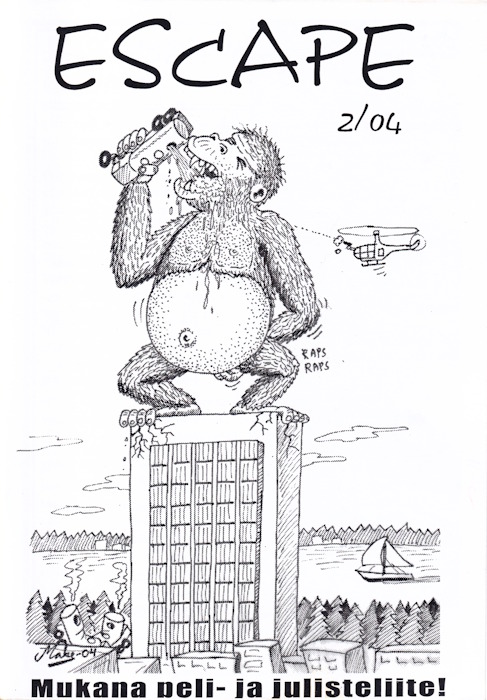 ESCAPE
2/04
RAPS
RAPS
Make-04
Mukana peli- ja julisteliite!